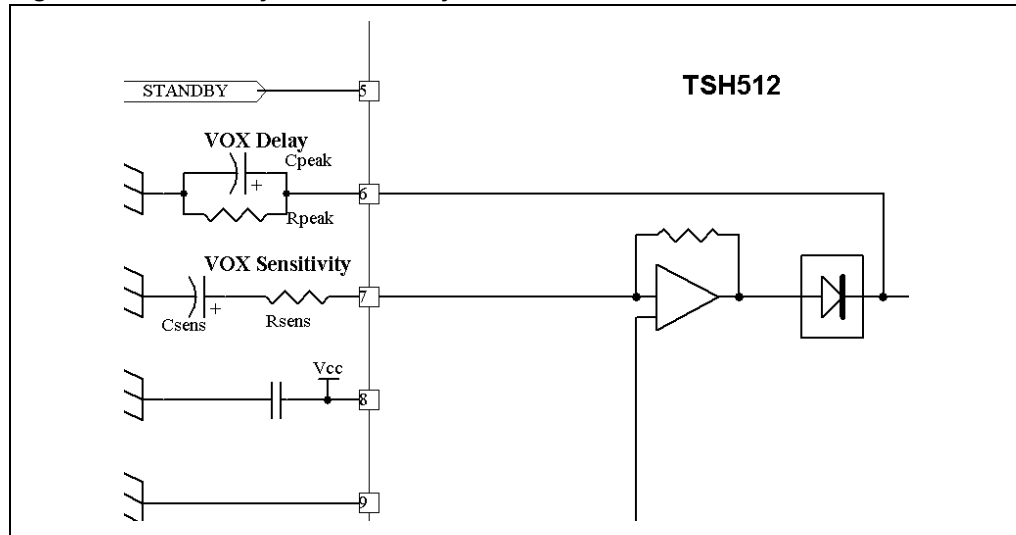 TSH512
STANDBY
5
VOX Delay
Cpeak
+
6
Rpeak
VOX Sensitivity
7
+
Csens
Rsens
Vcc
8
9